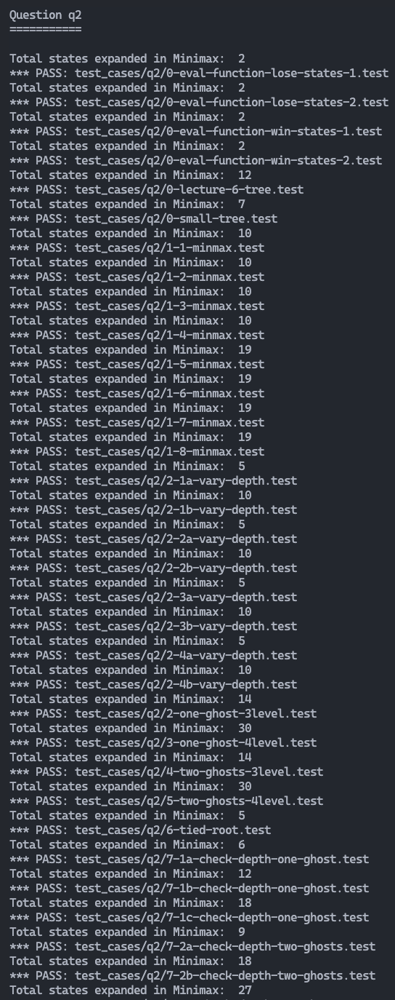 Question q2
===========
Total states expanded in Minimax:  2
*** PASS: test_cases/q2/0-eval-function-lose-states-1.test
Total states expanded in Minimax:  2
*** PASS: test_cases/q2/0-eval-function-lose-states-2.test
Total states expanded in Minimax:  2
*** PASS: test_cases/q2/0-eval-function-win-states-1.test
Total states expanded in Minimax:  2
*** PASS: test_cases/q2/0-eval-function-win-states-2.test
Total states expanded in Minimax:  12
*** PASS: test_cases/q2/0-lecture-6-tree.test
Total states expanded in Minimax:  7
*** PASS: test_cases/q2/0-small-tree.test
Total states expanded in Minimax:  10
*** PASS: test_cases/q2/1-1-minmax.test
Total states expanded in Minimax:  10
*** PASS: test_cases/q2/1-2-minmax.test
Total states expanded in Minimax:  10
*** PASS: test_cases/q2/1-3-minmax.test
Total states expanded in Minimax:  10
*** PASS: test_cases/q2/1-4-minmax.test
Total states expanded in Minimax:  19
*** PASS: test_cases/q2/1-5-minmax.test
Total states expanded in Minimax:  19
*** PASS: test_cases/q2/1-6-minmax.test
Total states expanded in Minimax:  19
*** PASS: test_cases/q2/1-7-minmax.test
Total states expanded in Minimax:  19
*** PASS: test_cases/q2/1-8-minmax.test
Total states expanded in Minimax:  5
*** PASS: test_cases/q2/2-1a-vary-depth.test
Total states expanded in Minimax:  10
*** PASS: test_cases/q2/2-1b-vary-depth.test
Total states expanded in Minimax:  5
*** PASS: test_cases/q2/2-2a-vary-depth.test
Total states expanded in Minimax:  10
*** PASS: test_cases/q2/2-2b-vary-depth.test
Total states expanded in Minimax:  5
*** PASS: test_cases/q2/2-3a-vary-depth.test
Total states expanded in Minimax:  10
*** PASS: test_cases/q2/2-3b-vary-depth.test
Total states expanded in Minimax:  5
*** PASS: test_cases/q2/2-4a-vary-depth.test
Total states expanded in Minimax:  10
*** PASS: test_cases/q2/2-4b-vary-depth.test
Total states expanded in Minimax:  14
*** PASS: test_cases/q2/2-one-ghost-3level.test
Total states expanded in Minimax:  30
*** PASS: test_cases/q2/3-one-ghost-4level.test
Total states expanded in Minimax:  14
*** PASS: test_cases/q2/4-two-ghosts-3level.test
Total states expanded in Minimax:  30
*** PASS: test_cases/q2/5-two-ghosts-4level.test
Total states expanded in Minimax:  5
*** PASS: test_cases/q2/6-tied-root.test
Total states expanded in Minimax:  6
*** PASS: test_cases/q2/7-1a-check-depth-one-ghost.test
Total states expanded in Minimax:  12
*** PASS: test_cases/q2/7-1b-check-depth-one-ghost.test
Total states expanded in Minimax:  18
*** PASS: test_cases/q2/7-1c-check-depth-one-ghost.test
Total states expanded in Minimax:  9
*** PASS: test_cases/q2/7-2a-check-depth-two-ghosts.test
Total states expanded in Minimax:  18
*** PASS: test_cases/q2/7-2b-check-depth-two-ghosts.test
Total states expanded in Minimax:  27